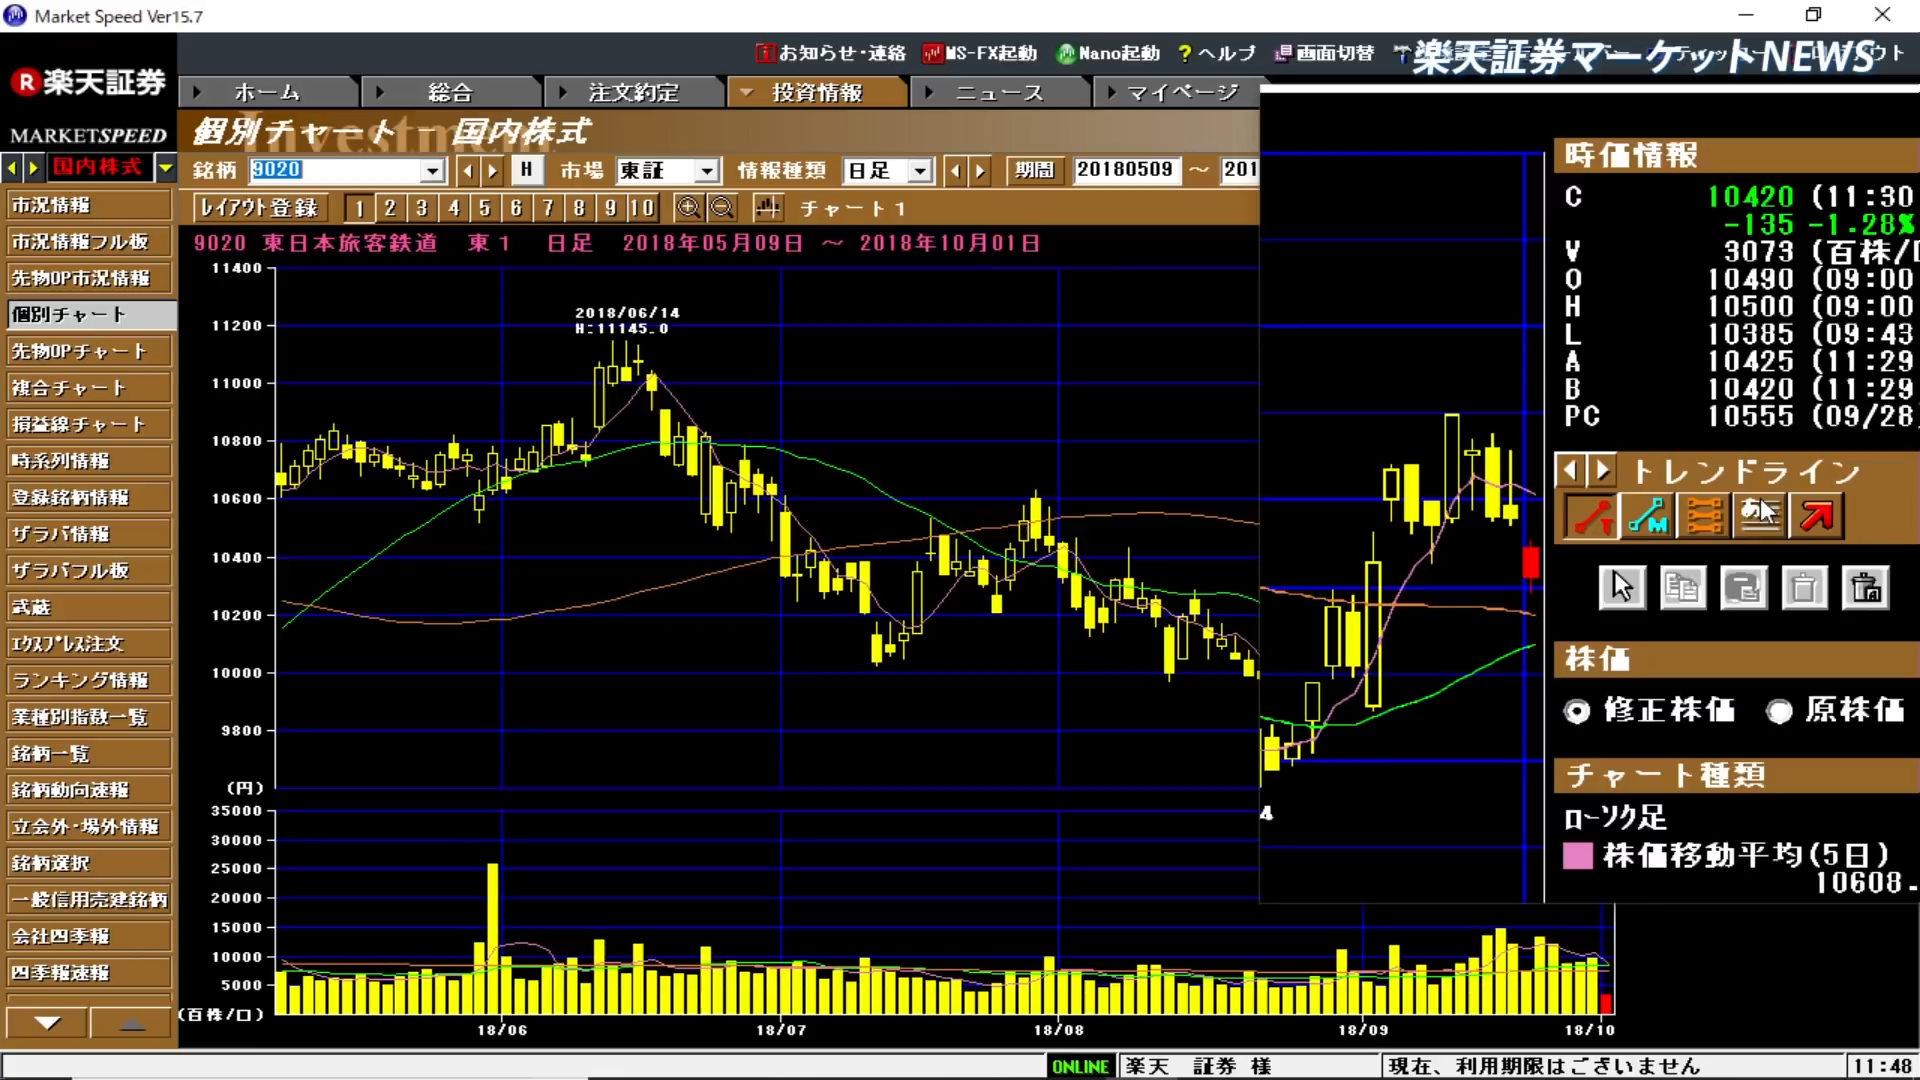 Market Speed Ver15.7
お知らせ・連絡 MS-FX起動 Nano起動 ? ヘルプ 画面切替
楽天証券マーケットNEWS
R楽天証券
MARKETSPEED
ホーム 総合 注文約定 投資情報 ニュース マイページ
個別チャート - 国内株式
国内株式
銘柄 9020 H 市場 東証 情報種類 日足 期間 20180509 ～ 201
レイアウト登録 1 2 3 4 5 6 7 8 9 10 チャート1
9020 東日本旅客鉄道 東1 日足 2018年05月09日 ～ 2018年10月01日
市況情報
市況情報フル板
先物OP市況情報
個別チャート
先物OPチャート
複合チャート
損益線チャート
時系列情報
登録銘柄情報
ザラバ情報
ザラバフル板
武蔵
エクスプレス注文
ランキング情報
業種別指数一覧
銘柄一覧
銘柄動向速報
立会外・場外情報
銘柄選択
一般信用売建銘柄
会社四季報
四季報速報
11400
11200
11000
10800
10600
10400
10200
10000
9800
(円)
2018/06/14
H:11145.0
35000
30000
25000
20000
15000
10000
5000
(百株/口)
18/06 18/07 18/08 18/09 18/10
4
時価情報
C 10420 (11:30
-135 -1.28%
V 3073 (百株/口
O 10490 (09:00
H 10500 (09:00
L 10385 (09:43
A 10425 (11:29
B 10420 (11:29
PC 10555 (09/28
トレンドライン
T M
株価
修正株価 原株価
チャート種類
ローソク足
株価移動平均(5日)
10608.
ONLINE 楽天 証券 様 現在、利用期限はございません 11:48